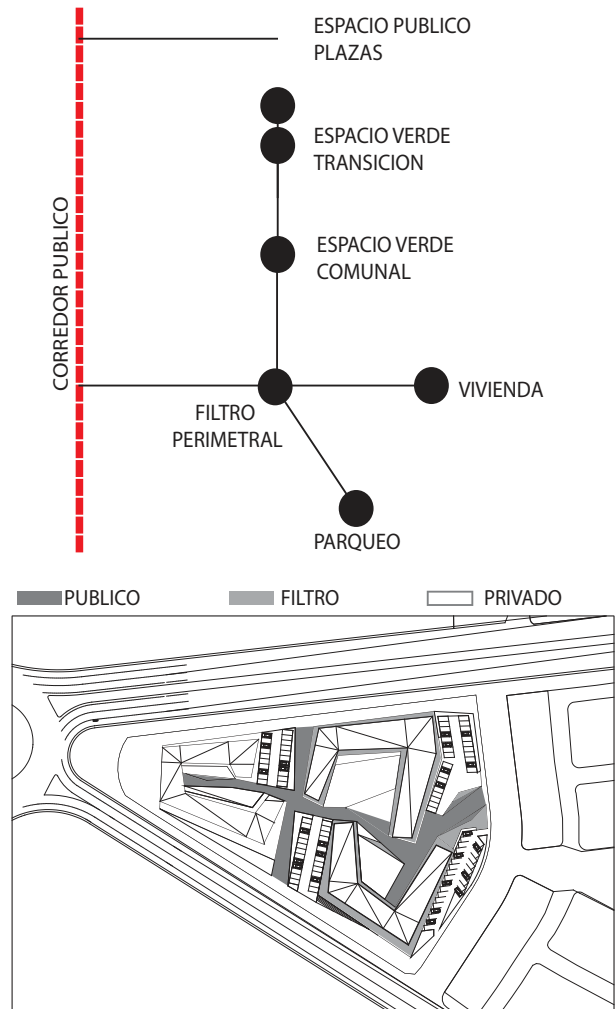 ESPACIO PUBLICO
PLAZAS
ESPACIO VERDE
TRANSICION
ESPACIO VERDE
COMUNAL
CORREDOR PUBLICO
VIVIENDA
FILTRO
PERIMETRAL
PARQUEO
PUBLICO
FILTRO
PRIVADO